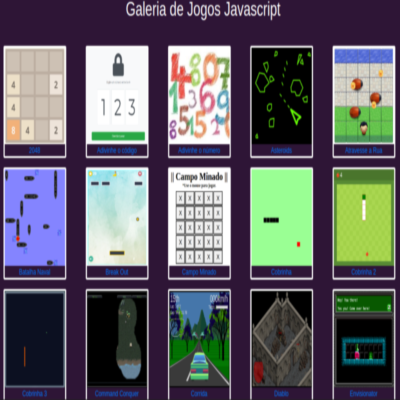 Galeria de Jogos Javascript
4
4 2
8 4 2
1 2 3
2048
Adivinhe o código
Adivinhe o número
Asteroids
Atravesse a Rua
|| Campo Minado ||
X X X X X
X X X X X
X X X X X
X X X X X
X X X X X
Batalha Naval
Break Out
Campo Minado
Cobrinha
Cobrinha 2
Cobrinha 3
Command Conquer
Corrida
Diablo